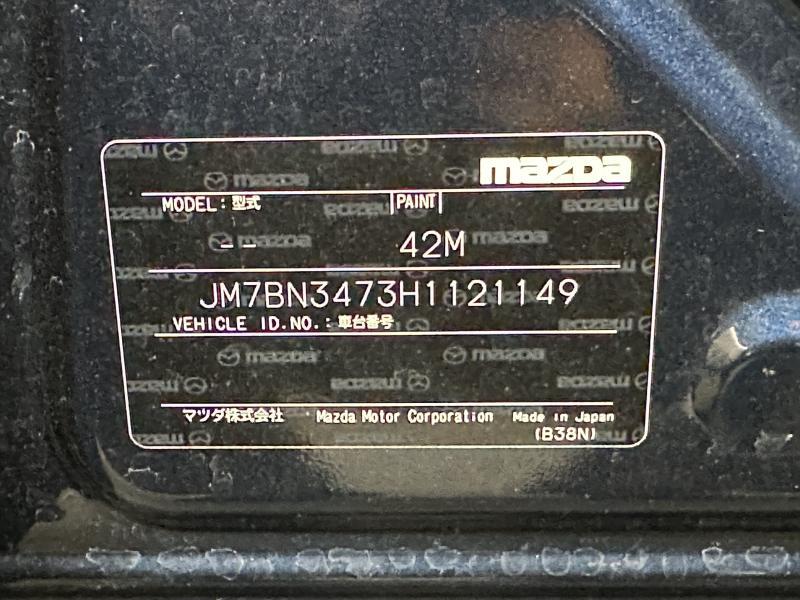 mazda
MODEL:型式 PAINT
-- 42M
JM7BN3473H1121149
VEHICLE ID.NO.:車台番号
マツダ株式会社 Mazda Motor Corporation Made in Japan
(B38N)